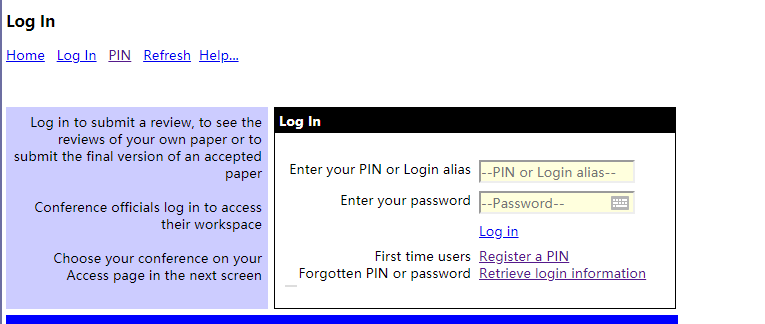 Log In
Home Log In PIN Refresh Help...
Log in to submit a review, to see the
reviews of your own paper or to
submit the final version of an accepted
paper
Conference officials log in to access
their workspace
Choose your conference on your
Access page in the next screen
Log In
Enter your PIN or Login alias --PIN or Login alias--
Enter your password --Password--
Log in
First time users Register a PIN
Forgotten PIN or password Retrieve login information